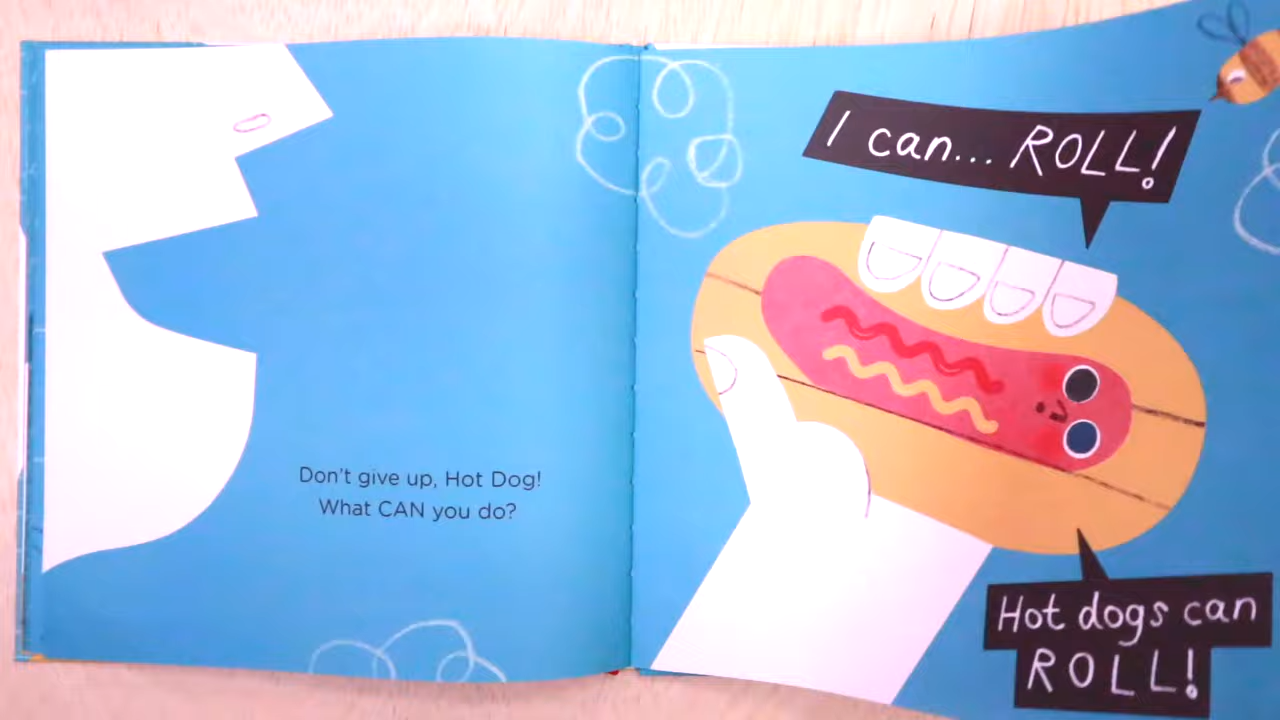 Don't give up, Hot Dog!
What CAN you do?
I can... ROLL!
Hot dogs can
ROLL!